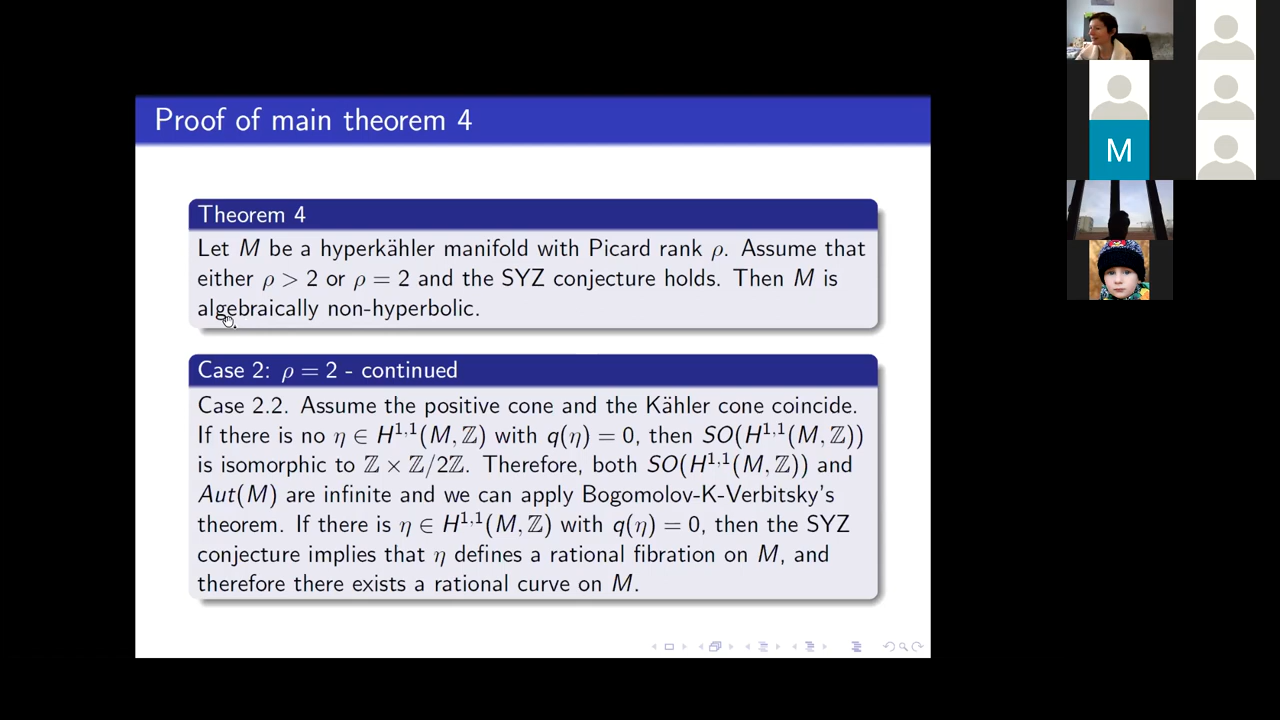 Proof of main theorem 4
Theorem 4
Let M be a hyperkähler manifold with Picard rank ρ. Assume that
either ρ > 2 or ρ = 2 and the SYZ conjecture holds. Then M is
algebraically non-hyperbolic.
Case 2: ρ = 2 - continued
Case 2.2. Assume the positive cone and the Kähler cone coincide.
If there is no η ∈ H¹,¹(M, ℤ) with q(η) = 0, then SO(H¹,¹(M, ℤ))
is isomorphic to ℤ × ℤ/2ℤ. Therefore, both SO(H¹,¹(M, ℤ)) and
Aut(M) are infinite and we can apply Bogomolov-K-Verbitsky's
theorem. If there is η ∈ H¹,¹(M, ℤ) with q(η) = 0, then the SYZ
conjecture implies that η defines a rational fibration on M, and
therefore there exists a rational curve on M.
M